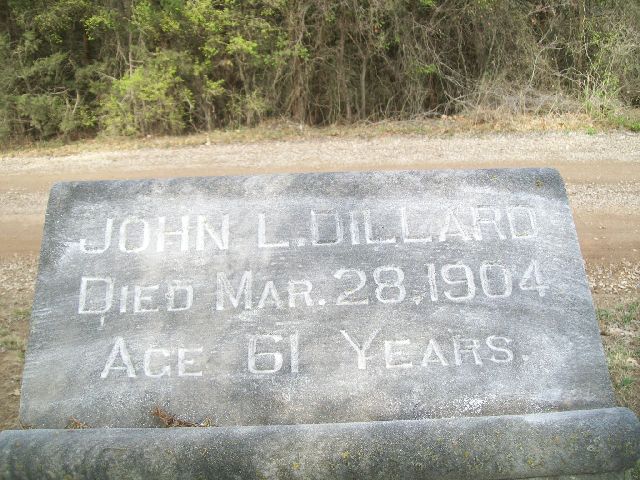 JOHN L. DILLARD
DIED MAR. 28, 1904
AGE 61 YEARS.